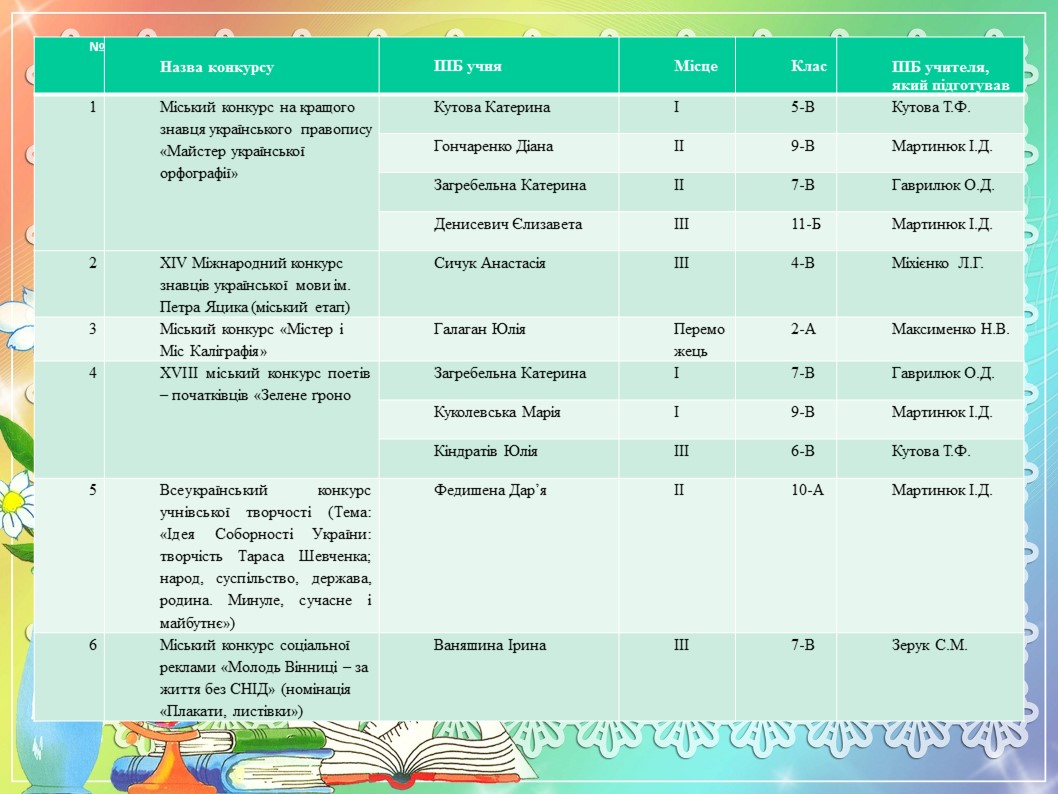 №
Назва конкурсу
ПІБ учня
Місце
Клас
ПІБ учителя,
який підготував
1
Міський конкурс на кращого
знавця українського правопису
«Майстер української
орфографії»
Кутова Катерина
І
5-В
Кутова Т.Ф.
Гончаренко Діана
ІІ
9-В
Мартинюк І.Д.
Загребельна Катерина
ІІ
7-В
Гаврилюк О.Д.
Денисевич Єлизавета
ІІІ
11-Б
Мартинюк І.Д.
2
XIV Міжнародний конкурс
знавців української мови ім.
Петра Яцика (міський етап)
Сичук Анастасія
ІІІ
4-В
Міхієнко Л.Г.
3
Міський конкурс «Містер і
Міс Каліграфія»
Галаган Юлія
Перемо
жець
2-А
Максименко Н.В.
4
XVIII міський конкурс поетів
– початківців «Зелене ґроно
Загребельна Катерина
І
7-В
Гаврилюк О.Д.
Куколевська Марія
І
9-В
Мартинюк І.Д.
Кіндратів Юлія
ІІІ
6-В
Кутова Т.Ф.
5
Всеукраїнський конкурс
учнівської творчості (Тема:
«Ідея Соборності України:
творчість Тараса Шевченка;
народ, суспільство, держава,
родина. Минуле, сучасне і
майбутнє»)
Федишена Дар’я
ІІ
10-А
Мартинюк І.Д.
6
Міський конкурс соціальної
реклами «Молодь Вінниці – за
життя без СНІД» (номінація
«Плакати, листівки»)
Ваняшина Ірина
ІІІ
7-В
Зерук С.М.